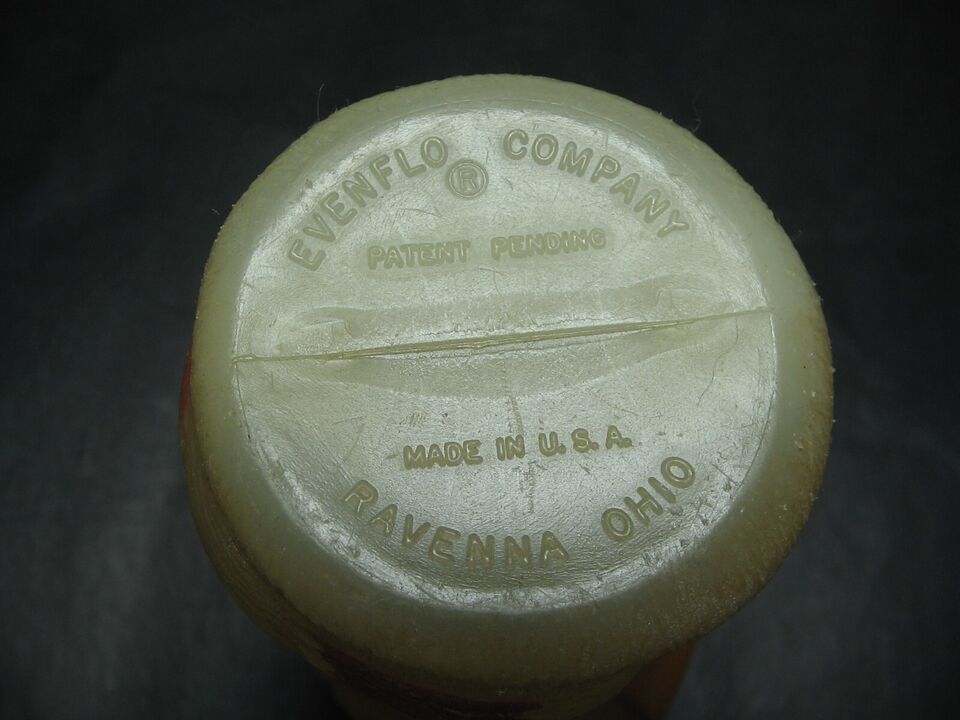 EVENFLO® COMPANY
PATENT PENDING
MADE IN U.S.A.
RAVENNA OHIO